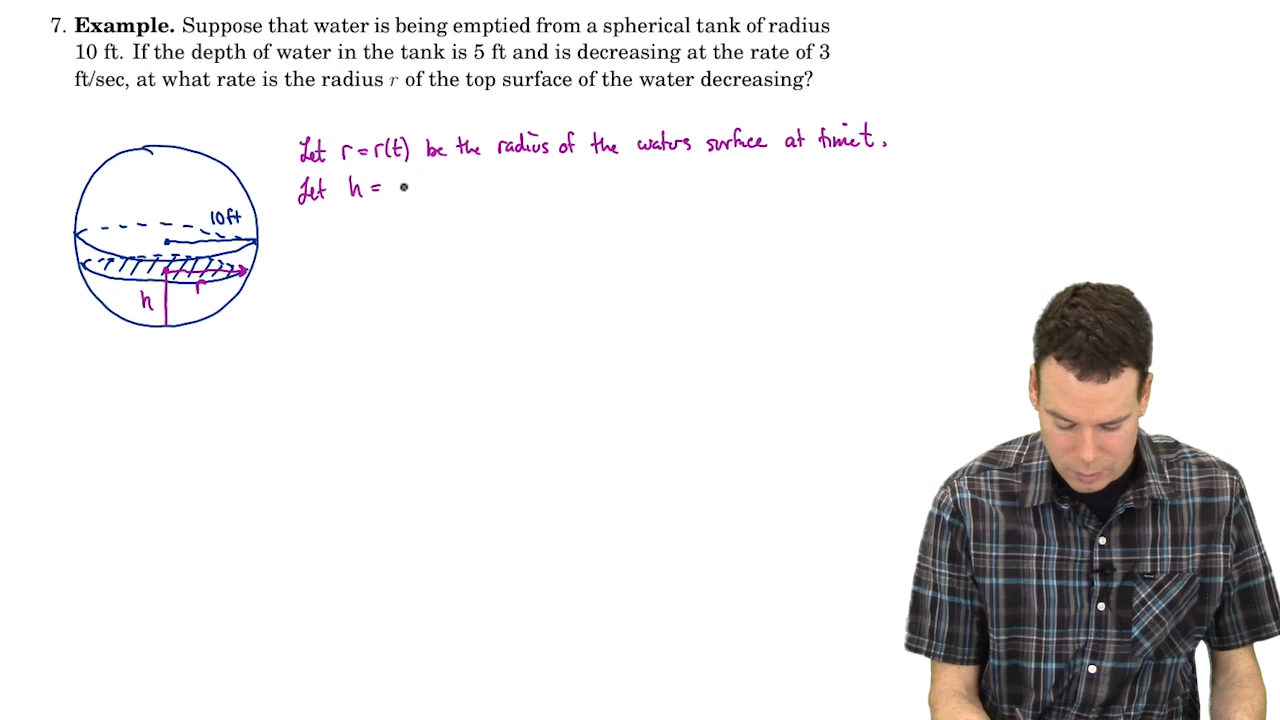 7. Example. Suppose that water is being emptied from a spherical tank of radius
10 ft. If the depth of water in the tank is 5 ft and is decreasing at the rate of 3
ft/sec, at what rate is the radius r of the top surface of the water decreasing?
Let r = r(t) be the radius of the waters surface at time t.
Let h =
10ft
r
h